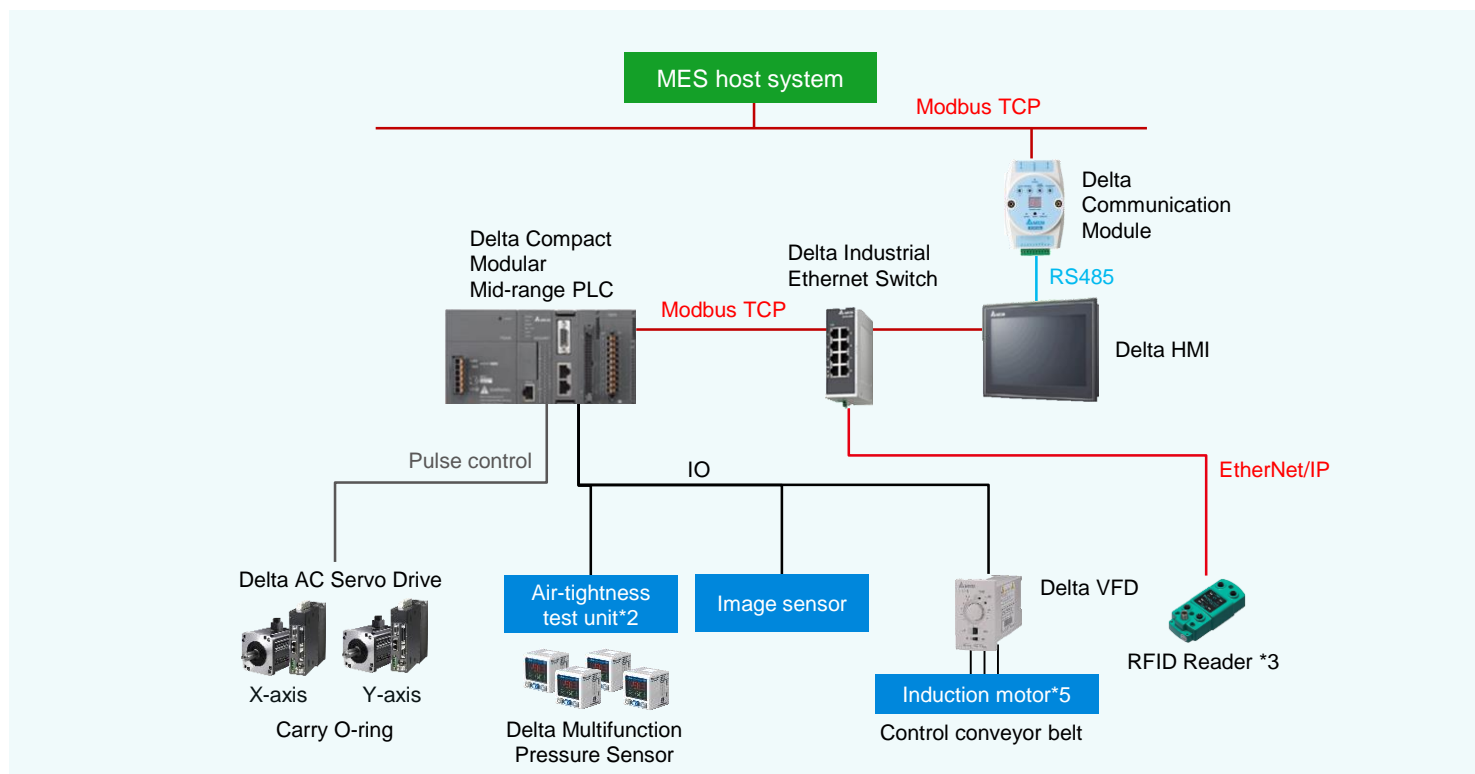 MES host system
Modbus TCP
Delta
Communication
Module
Delta Compact
Modular
Mid-range PLC
Delta Industrial
Ethernet Switch
RS485
Modbus TCP
Delta HMI
Pulse control
IO
EtherNet/IP
Delta AC Servo Drive
Air-tightness
test unit*2
Image sensor
Delta VFD
RFID Reader *3
X-axis
Y-axis
Induction motor*5
Carry O-ring
Delta Multifunction
Pressure Sensor
Control conveyor belt